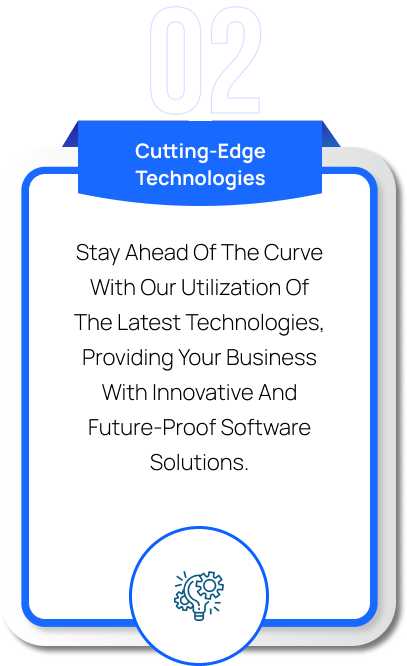 02
Cutting-Edge
Technologies
Stay Ahead Of The Curve
With Our Utilization Of
The Latest Technologies,
Providing Your Business
With Innovative And
Future-Proof Software
Solutions.